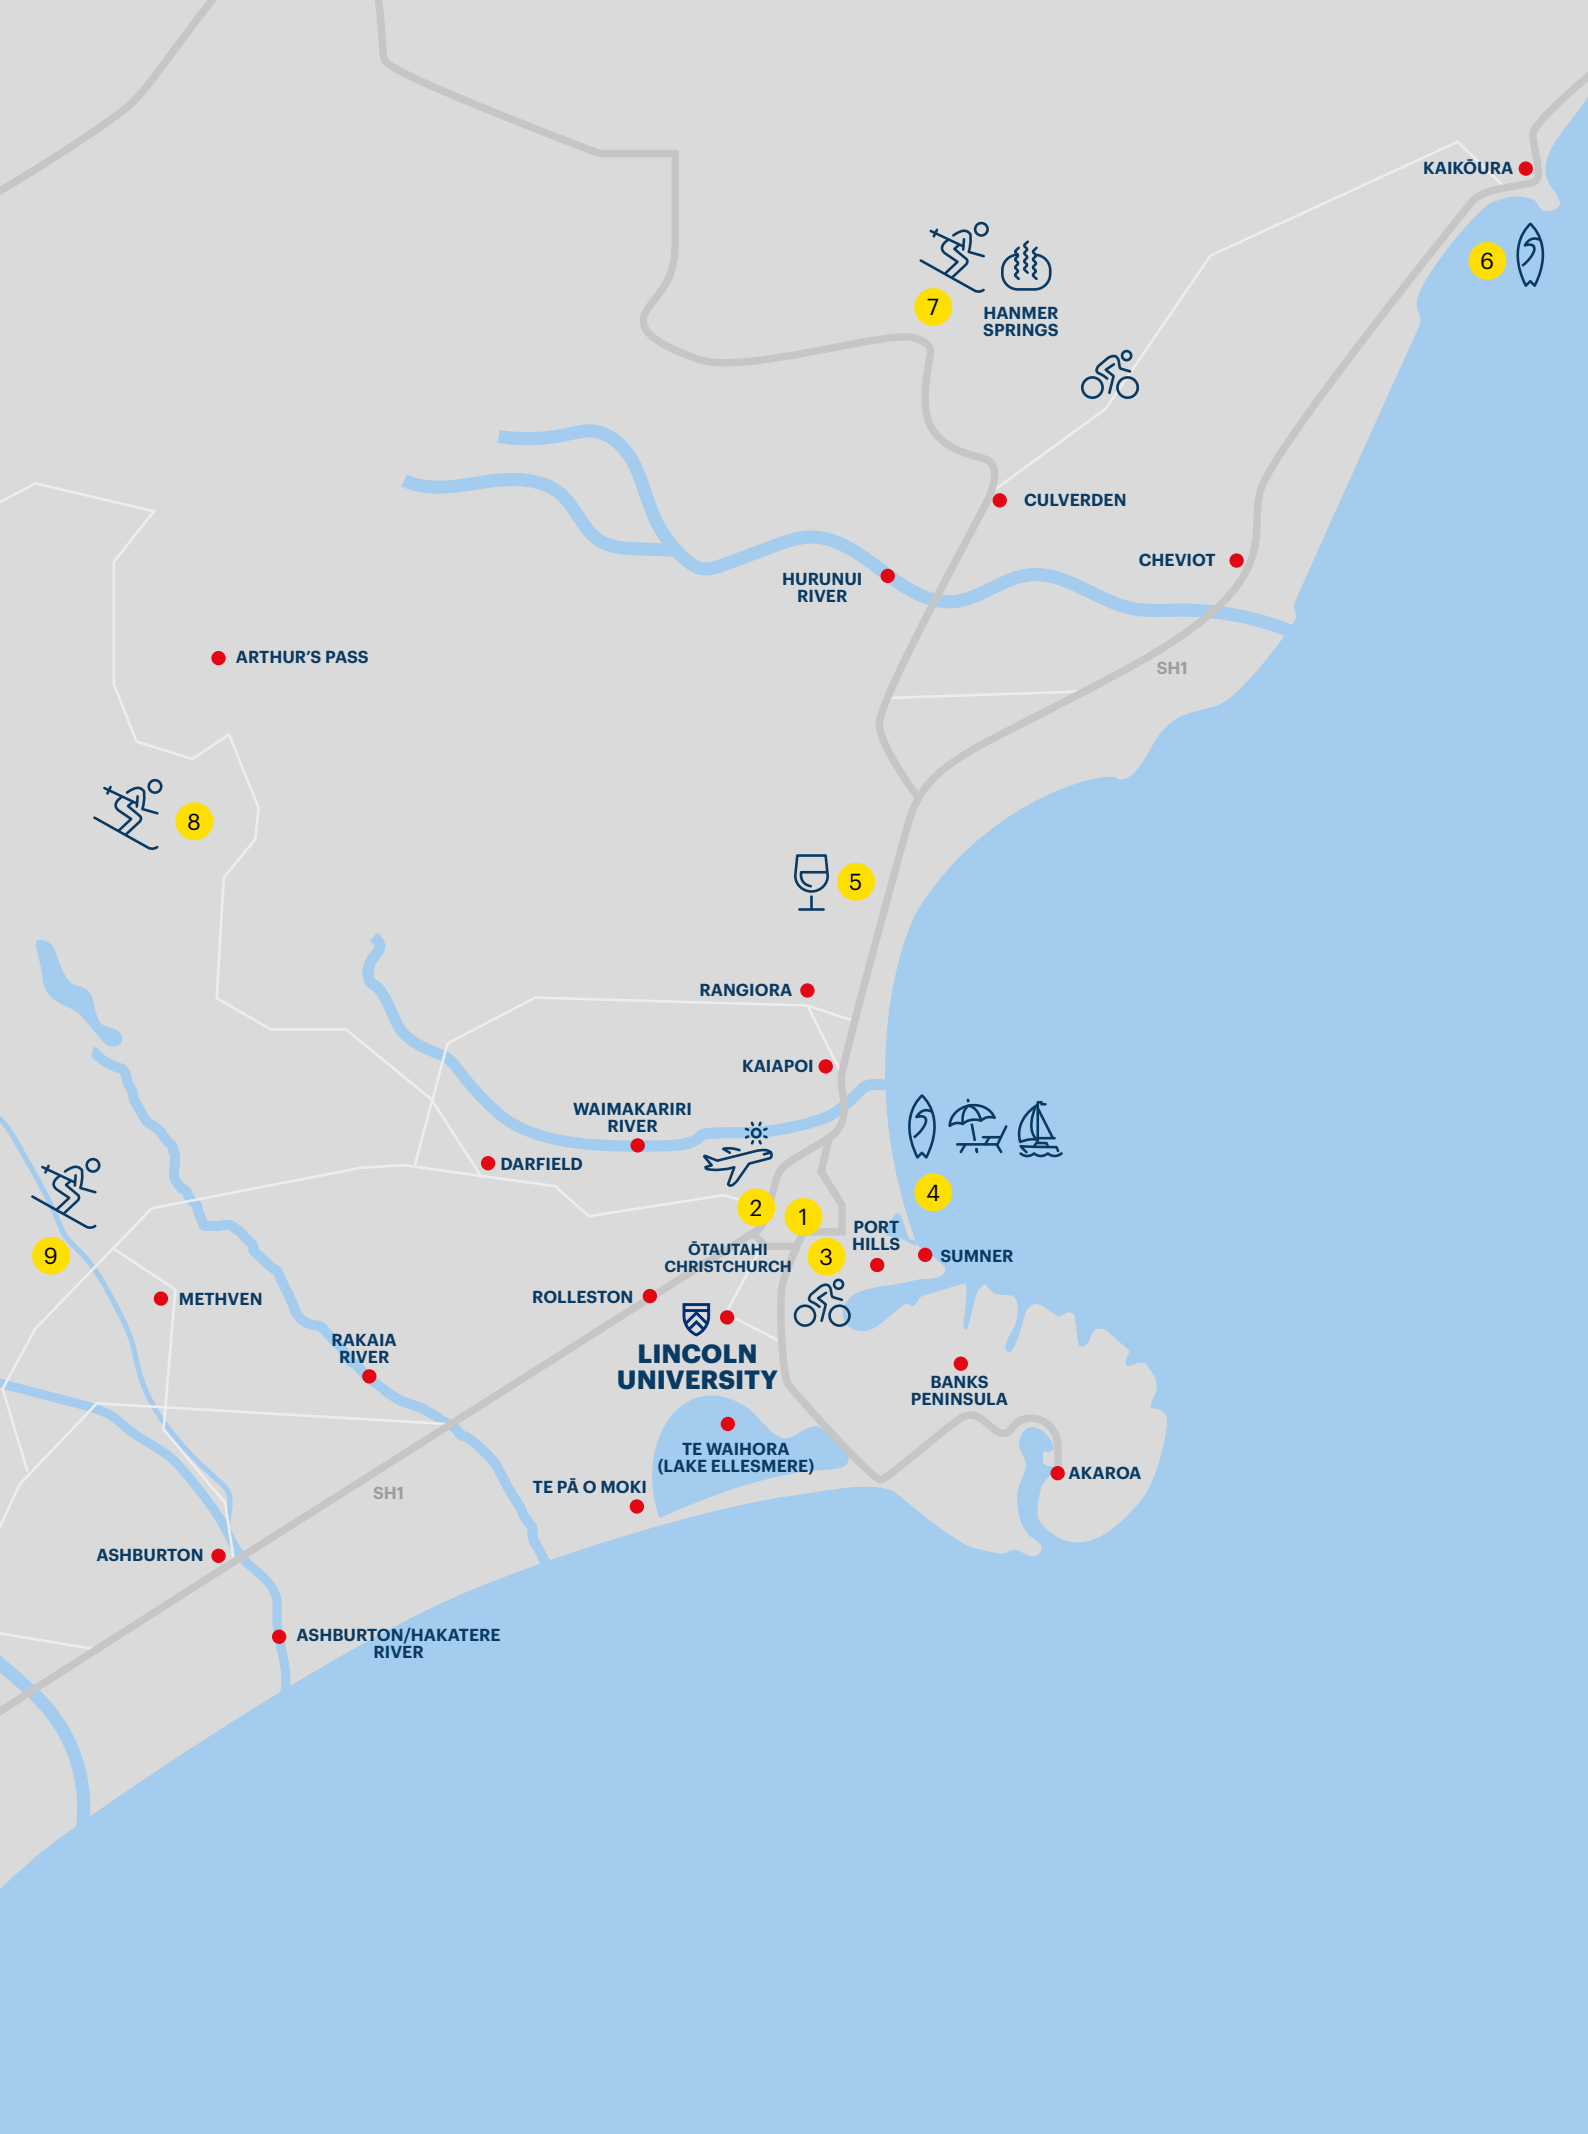 KAIKŌURA
6
7
HANMER
SPRINGS
CULVERDEN
CHEVIOT
HURUNUI
RIVER
ARTHUR’S PASS
SH1
8
5
RANGIORA
KAIAPOI
WAIMAKARIRI
RIVER
DARFIELD
4
2
1
PORT
HILLS
9
ŌTAUTAHI
CHRISTCHURCH
3
SUMNER
METHVEN
ROLLESTON
RAKAIA
RIVER
LINCOLN
UNIVERSITY
BANKS
PENINSULA
TE WAIHORA
(LAKE ELLESMERE)
AKAROA
TE PĀ O MOKI
SH1
ASHBURTON
ASHBURTON/HAKATERE
RIVER